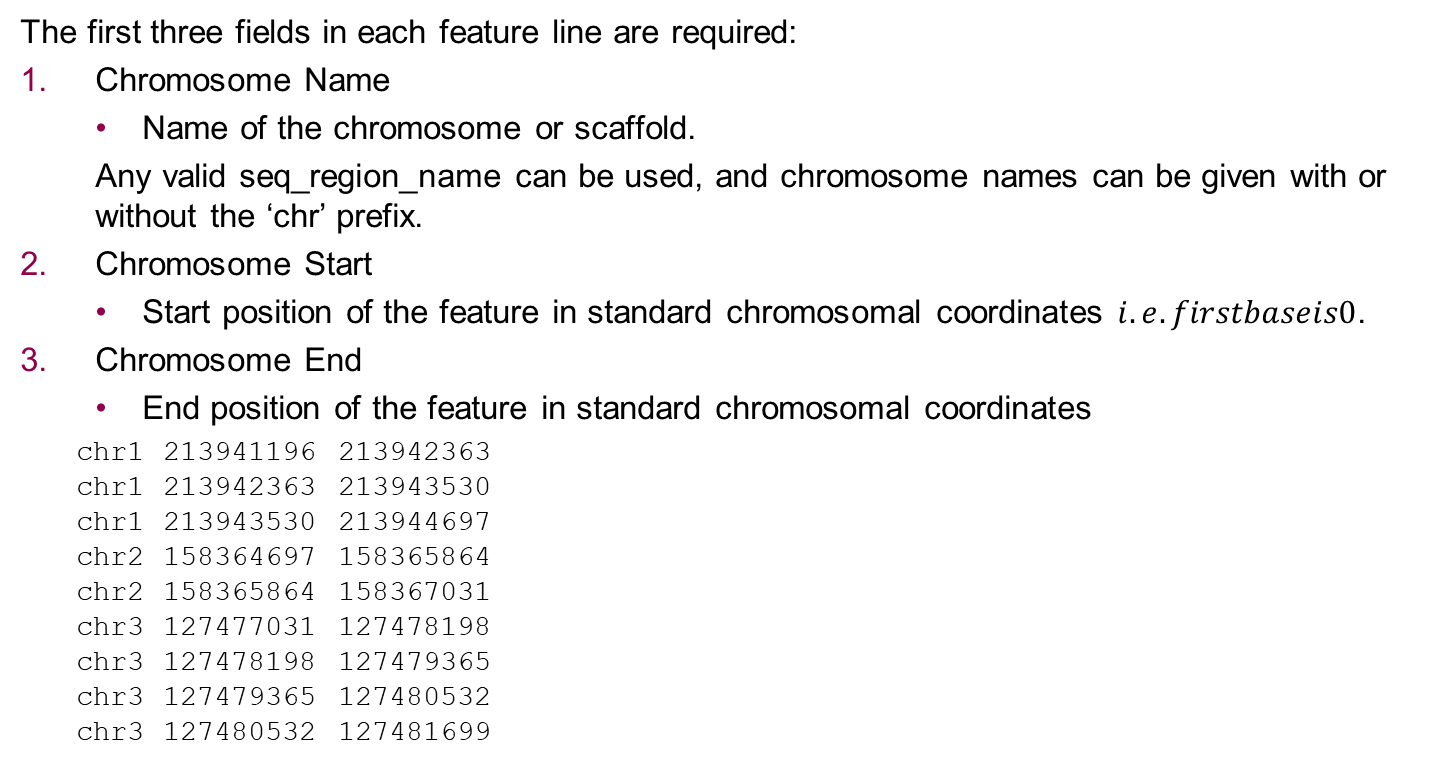 The first three fields in each feature line are required:
1. Chromosome Name
• Name of the chromosome or scaffold.
Any valid seq_region_name can be used, and chromosome names can be given with or
without the ‘chr’ prefix.
2. Chromosome Start
• Start position of the feature in standard chromosomal coordinates i.e.firstbaseis0.
3. Chromosome End
• End position of the feature in standard chromosomal coordinates
chr1 213941196 213942363
chr1 213942363 213943530
chr1 213943530 213944697
chr2 158364697 158365864
chr2 158365864 158367031
chr3 127477031 127478198
chr3 127478198 127479365
chr3 127479365 127480532
chr3 127480532 127481699